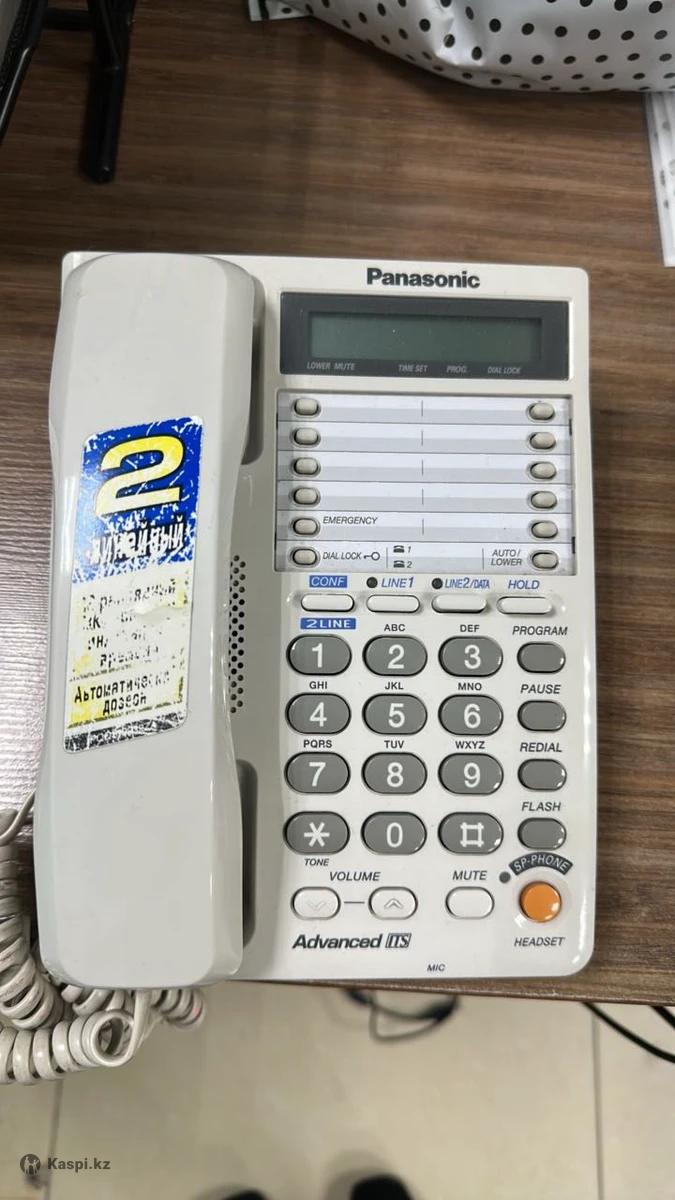 Panasonic
LOWER MUTE TIME SET PROG. DIAL LOCK
EMERGENCY
DIAL LOCK 1 2 AUTO/LOWER
CONF LINE1 LINE2/DATA HOLD
2LINE ABC DEF PROGRAM
1 2 3
GHI JKL MNO PAUSE
4 5 6
PQRS TUV WXYZ REDIAL
7 8 9
FLASH
* 0 #
TONE
VOLUME MUTE SP-PHONE
HEADSET
Advanced ITS
MIC
2
линейный
Автоматический
дозвон
Kaspi.kz